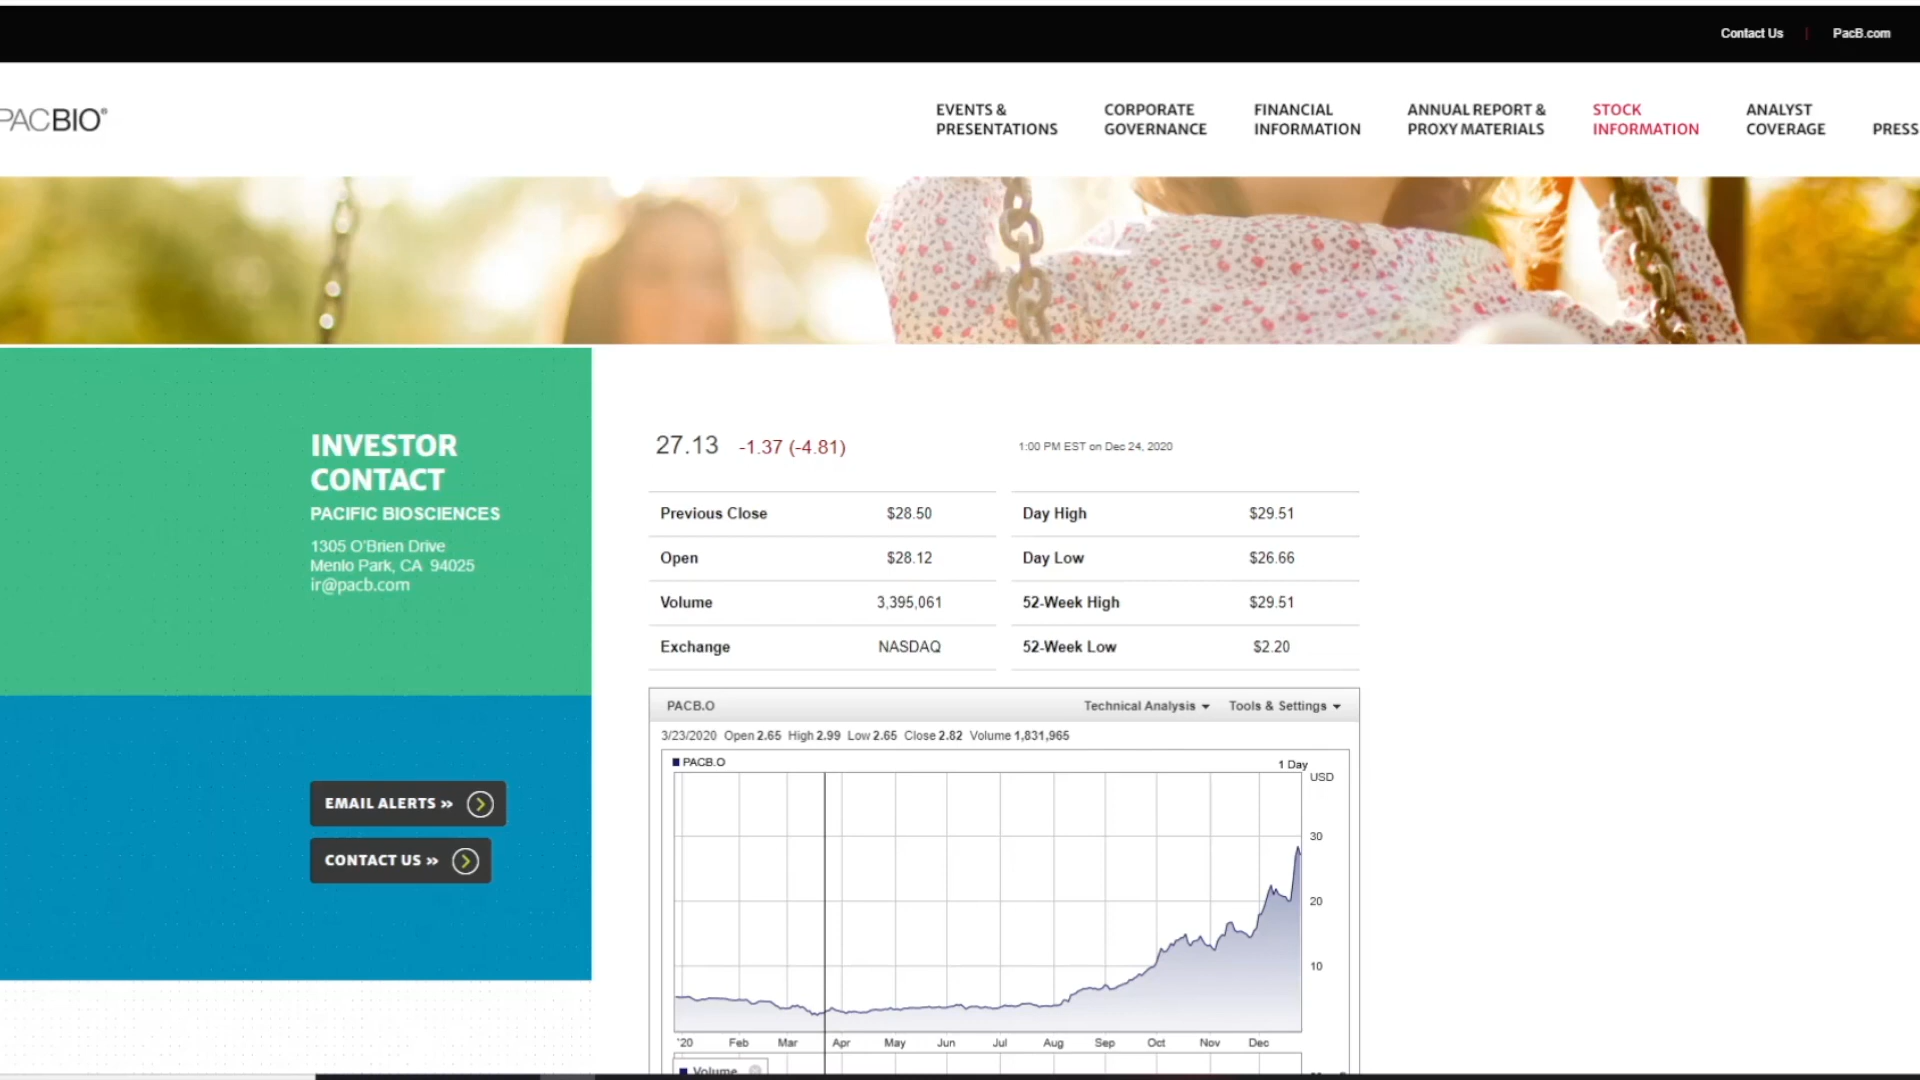 Contact Us | PacB.com
PACBIO®
EVENTS &
PRESENTATIONS
CORPORATE
GOVERNANCE
FINANCIAL
INFORMATION
ANNUAL REPORT &
PROXY MATERIALS
STOCK
INFORMATION
ANALYST
COVERAGE
PRESS
INVESTOR
CONTACT
PACIFIC BIOSCIENCES
1305 O'Brien Drive
Menlo Park, CA 94025
ir@pacb.com
EMAIL ALERTS »
CONTACT US »
27.13 -1.37 (-4.81) 1:00 PM EST on Dec 24, 2020
Previous Close $28.50
Open $28.12
Volume 3,395,061
Exchange NASDAQ
Day High $29.51
Day Low $26.66
52-Week High $29.51
52-Week Low $2.20
PACB.O Technical Analysis Tools & Settings
3/23/2020 Open 2.65 High 2.99 Low 2.65 Close 2.82 Volume 1,831,965
PACB.O 1 Day
USD
30
20
10
'20 Feb Mar Apr May Jun Jul Aug Sep Oct Nov Dec
Volume